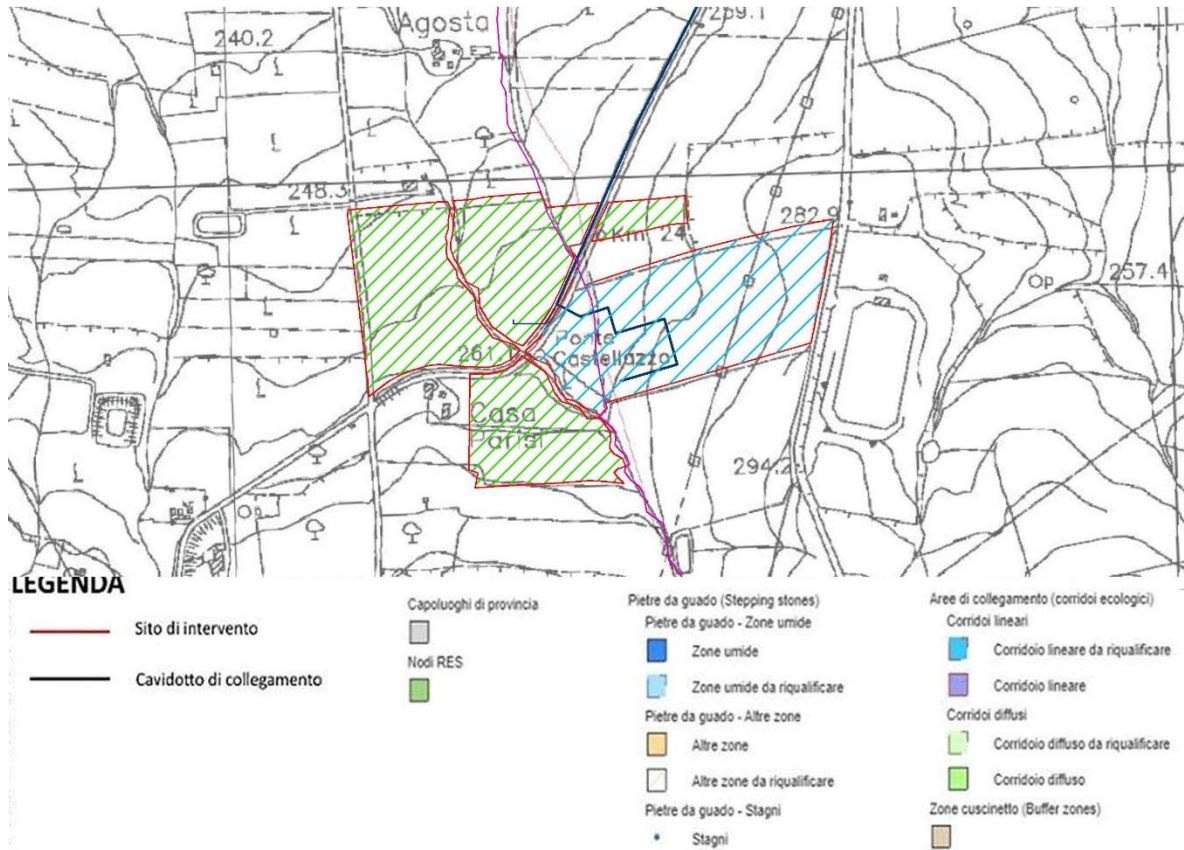 Agosta
240.2
259.1
248.3
282.9
Km 24
257.4
Op
Ponte
261.1
Castellazzo
Casa
Parisi
294.2
Op
LEGENDA
Sito di intervento
Cavidotto di collegamento
Capoluoghi di provincia
Nodi RES
Pietre da guado (Stepping stones)
Pietre da guado - Zone umide
Zone umide
Zone umide da riqualificare
Pietre da guado - Altre zone
Altre zone
Altre zone da riqualificare
Pietre da guado - Stagni
Stagni
Aree di collegamento (corridoi ecologici)
Corridoi lineari
Corridoio lineare da riqualificare
Corridoio lineare
Corridoi diffusi
Corridoio diffuso da riqualificare
Corridoio diffuso
Zone cuscinetto (Buffer zones)